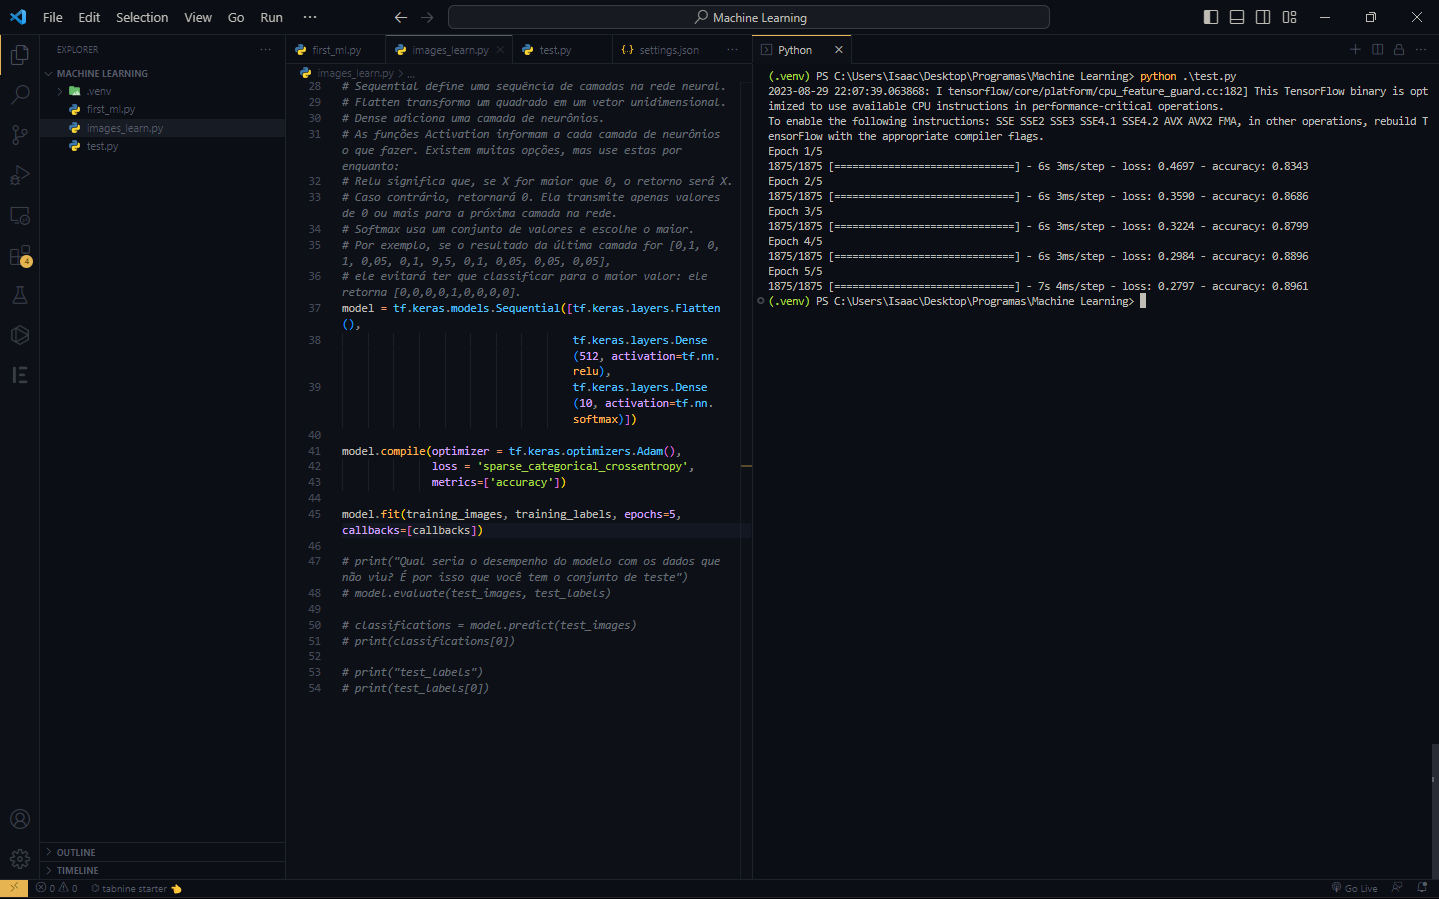 File Edit Selection View Go Run ···
Machine Learning
EXPLORER
MACHINE LEARNING
.venv
first_ml.py
images_learn.py
test.py
OUTLINE
TIMELINE
4
first_ml.py
images_learn.py
test.py
{} settings.json
images_learn.py > ...
28 # Sequential define uma sequência de camadas na rede neural.
29 # Flatten transforma um quadrado em um vetor unidimensional.
30 # Dense adiciona uma camada de neurônios.
31 # As funções Activation informam a cada camada de neurônios
o que fazer. Existem muitas opções, mas use estas por
enquanto:
32 # Relu significa que, se X for maior que 0, o retorno será X.
33 # Caso contrário, retornará 0. Ela transmite apenas valores
de 0 ou mais para a próxima camada na rede.
34 # Softmax usa um conjunto de valores e escolhe o maior.
35 # Por exemplo, se o resultado da última camada for [0,1, 0,
1, 0,05, 0,1, 9,5, 0,1, 0,05, 0,05, 0,05],
36 # ele evitará ter que classificar para o maior valor: ele
retorna [0,0,0,0,1,0,0,0,0].
37 model = tf.keras.models.Sequential([tf.keras.layers.Flatten
(),
38 tf.keras.layers.Dense
(512, activation=tf.nn.
relu),
39 tf.keras.layers.Dense
(10, activation=tf.nn.
softmax)])
40
41 model.compile(optimizer = tf.keras.optimizers.Adam(),
42 loss = 'sparse_categorical_crossentropy',
43 metrics=['accuracy'])
44
45 model.fit(training_images, training_labels, epochs=5,
callbacks=[callbacks])
46
47 # print("Qual seria o desempenho do modelo com os dados que
não viu? É por isso que você tem o conjunto de teste")
48 # model.evaluate(test_images, test_labels)
49
50 # classifications = model.predict(test_images)
51 # print(classifications[0])
52
53 # print("test_labels")
54 # print(test_labels[0])
Python
(.venv) PS C:\Users\Isaac\Desktop\Programas\Machine Learning> python .\test.py
2023-08-29 22:07:39.063868: I tensorflow/core/platform/cpu_feature_guard.cc:182] This TensorFlow binary is opt
imized to use available CPU instructions in performance-critical operations.
To enable the following instructions: SSE SSE2 SSE3 SSE4.1 SSE4.2 AVX AVX2 FMA, in other operations, rebuild T
ensorFlow with the appropriate compiler flags.
Epoch 1/5
1875/1875 [==============================] - 6s 3ms/step - loss: 0.4697 - accuracy: 0.8343
Epoch 2/5
1875/1875 [==============================] - 6s 3ms/step - loss: 0.3590 - accuracy: 0.8686
Epoch 3/5
1875/1875 [==============================] - 6s 3ms/step - loss: 0.3224 - accuracy: 0.8799
Epoch 4/5
1875/1875 [==============================] - 6s 3ms/step - loss: 0.2984 - accuracy: 0.8896
Epoch 5/5
1875/1875 [==============================] - 7s 4ms/step - loss: 0.2797 - accuracy: 0.8961
(.venv) PS C:\Users\Isaac\Desktop\Programas\Machine Learning>
0 0 tabnine starter 👈 Go Live